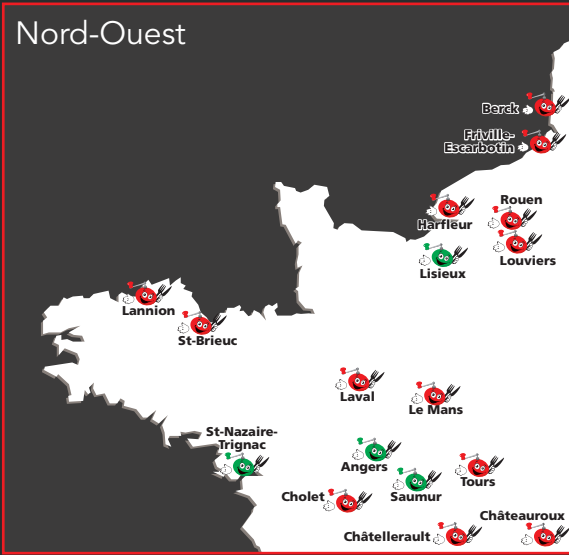 Nord-Ouest
Berck
Friville-
Escarbotin
Rouen
Harfleur
Louviers
Lisieux
Lannion
St-Brieuc
Laval
Le Mans
St-Nazaire-
Trignac
Angers
Tours
Saumur
Cholet
Châteauroux
Châtellerault